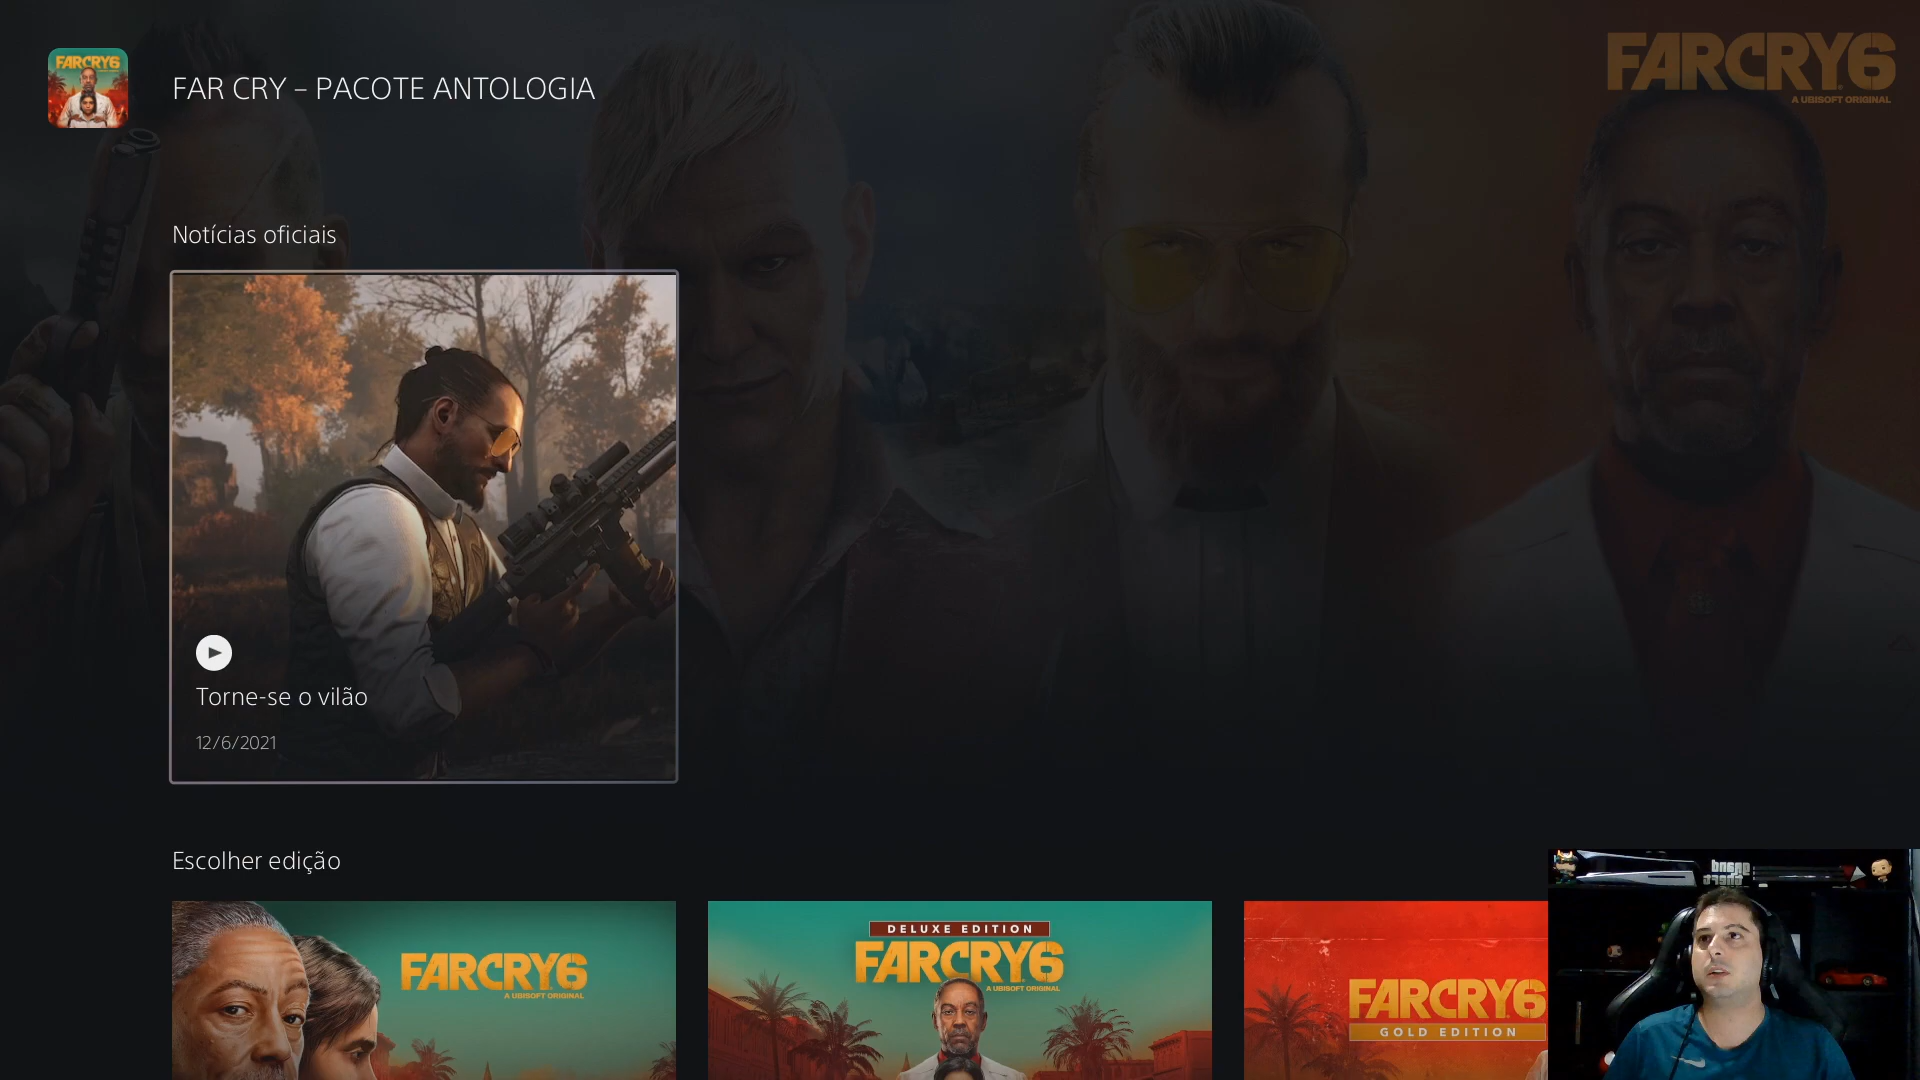 FARCRY6
FAR CRY – PACOTE ANTOLOGIA
FARCRY6
A UBISOFT ORIGINAL
Notícias oficiais
Torne-se o vilão
12/6/2021
Escolher edição
FARCRY6
A UBISOFT ORIGINAL
DELUXE EDITION
FARCRY6
A UBISOFT ORIGINAL
FARCRY6
GOLD EDITION